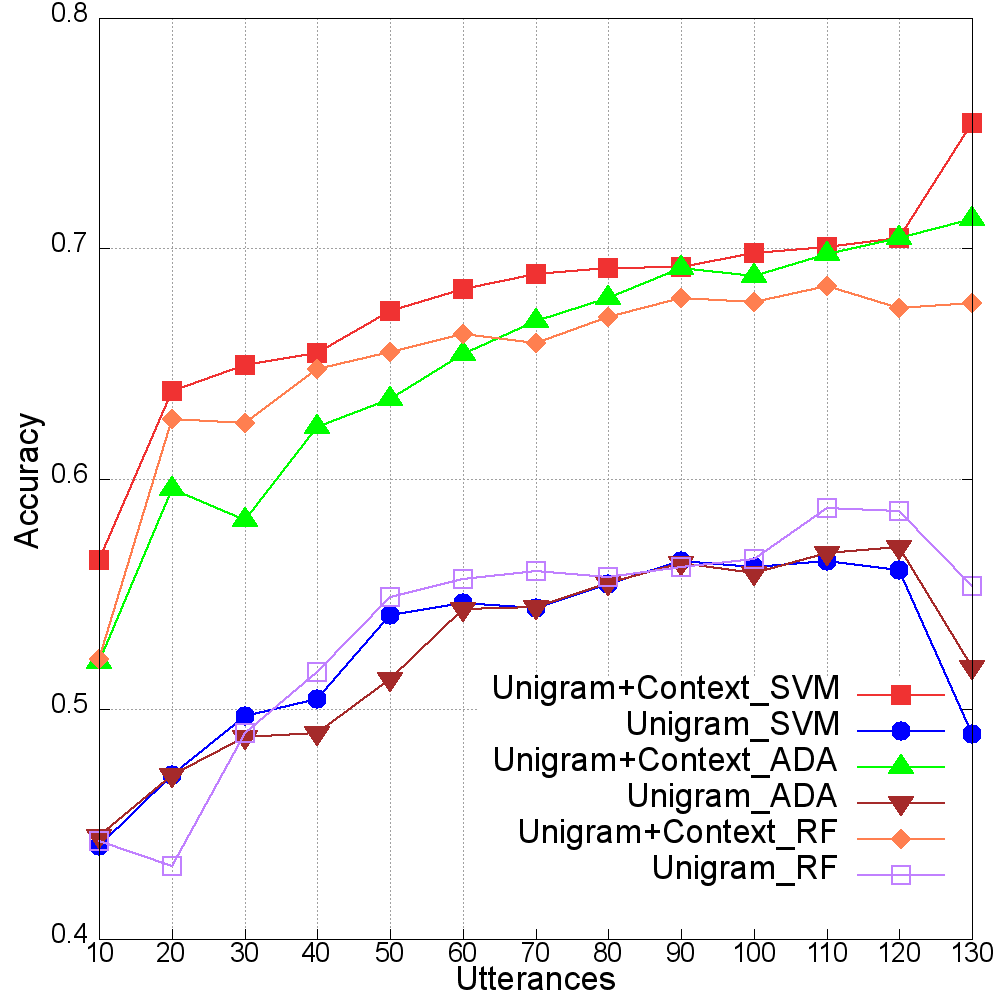 0.8
0.7
0.6
0.5
0.4
Accuracy
Unigram+Context_SVM
Unigram_SVM
Unigram+Context_ADA
Unigram_ADA
Unigram+Context_RF
Unigram_RF
10 20 30 40 50 60 70 80 90 100 110 120 130
Utterances